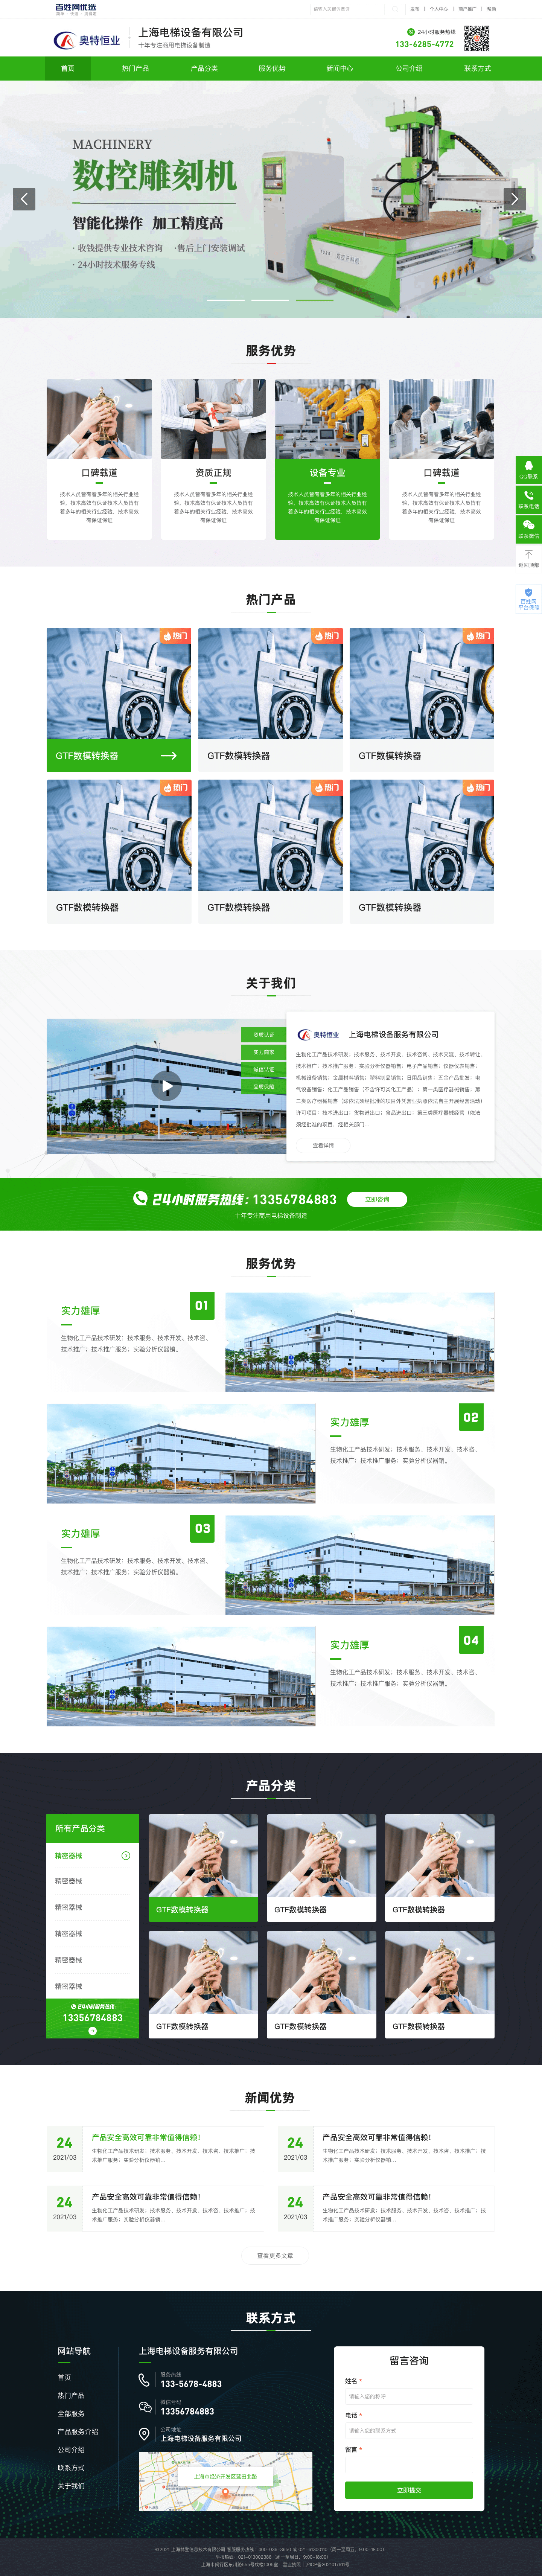 百姓网优选
请输入关键词查询
发布 | 个人中心 | 用户推广 | 帮助
奥特恒业
上海电梯设备有限公司
十年专注商用电梯设备制造
24小时服务热线
133-6285-4772
首页 热门产品 产品分类 服务优势 新闻中心 公司介绍 联系方式
MACHINERY
数控雕刻机
智能化操作 加工精度高
· 收钱提供专业技术咨询 ·售后上门安装调试
· 24小时技术服务专线
QQ联系
联系电话
联系微信
返回顶部
百姓网
平台保障
服务优势
口碑载道
技术人员皆有着多年的相关行业经
验、技术高效有保证技术人员皆有
着多年的相关行业经验、技术高效
有保证保证
资质正规
技术人员皆有着多年的相关行业经
验、技术高效有保证技术人员皆有
着多年的相关行业经验、技术高效
有保证保证
设备专业
技术人员皆有着多年的相关行业经
验、技术高效有保证技术人员皆有
着多年的相关行业经验、技术高效
有保证保证
口碑载道
技术人员皆有着多年的相关行业经
验、技术高效有保证技术人员皆有
着多年的相关行业经验、技术高效
有保证保证
热门产品
热门 热门 热门
GTF数模转换器 GTF数模转换器 GTF数模转换器
热门 热门 热门
GTF数模转换器 GTF数模转换器 GTF数模转换器
关于我们
资质认证
实力商家
诚信认证
品质保障
奥特恒业 上海电梯设备服务有限公司
生物化工产品技术研发；技术服务、技术开发、技术咨询、技术交流、技术转让、
技术推广；技术推广服务；实验分析仪器销售；电子产品销售；仪器仪表销售；
机械设备销售；金属材料销售；塑料制品销售；日用品销售；五金产品批发；电
气设备销售；化工产品销售（不含许可类化工产品）；第一类医疗器械销售；第
二类医疗器械销售（除依法须经批准的项目外凭营业执照依法自主开展经营活动）
许可项目：技术进出口；货物进出口；食品进出口；第三类医疗器械经营（依法
须经批准的项目，经相关部门...
查看详情
24小时服务热线：13356784883
立即咨询
十年专注商用电梯设备制造
服务优势
实力雄厚
01
生物化工产品技术研发；技术服务、技术开发、技术咨、
技术推广；技术推广服务；实验分析仪器销。
实力雄厚
02
生物化工产品技术研发；技术服务、技术开发、技术咨、
技术推广；技术推广服务；实验分析仪器销。
实力雄厚
03
生物化工产品技术研发；技术服务、技术开发、技术咨、
技术推广；技术推广服务；实验分析仪器销。
实力雄厚
04
生物化工产品技术研发；技术服务、技术开发、技术咨、
技术推广；技术推广服务；实验分析仪器销。
产品分类
所有产品分类
精密器械
精密器械
精密器械
精密器械
精密器械
精密器械
24小时服务热线：
13356784883
GTF数模转换器 GTF数模转换器 GTF数模转换器
GTF数模转换器 GTF数模转换器 GTF数模转换器
新闻优势
24
2021/03
产品安全高效可靠非常值得信赖！
生物化工产品技术研发；技术服务、技术开发、技术咨、技术推广；技
术推广服务；实验分析仪器销...
24
2021/03
产品安全高效可靠非常值得信赖！
生物化工产品技术研发；技术服务、技术开发、技术咨、技术推广；技
术推广服务；实验分析仪器销...
24
2021/03
产品安全高效可靠非常值得信赖！
生物化工产品技术研发；技术服务、技术开发、技术咨、技术推广；技
术推广服务；实验分析仪器销...
24
2021/03
产品安全高效可靠非常值得信赖！
生物化工产品技术研发；技术服务、技术开发、技术咨、技术推广；技
术推广服务；实验分析仪器销...
查看更多文章
联系方式
网站导航
首页
热门产品
全部服务
产品服务介绍
公司介绍
联系方式
关于我们
上海电梯设备服务有限公司
服务热线
133-5678-4883
微信号码
13356784883
公司地址
上海电梯设备服务有限公司
上海市经济开发区蓝田北路
留言咨询
姓名 *
请输入您的称呼
电话 *
请输入您的联系方式
留言 *
立即提交